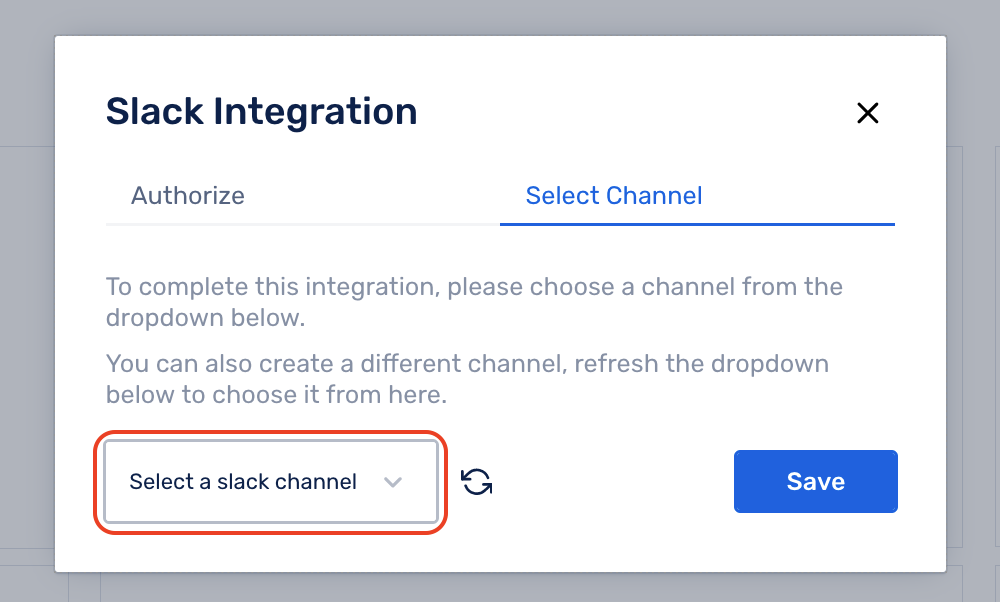 Slack Integration
Authorize
Select Channel
To complete this integration, please choose a channel from the
dropdown below.
You can also create a different channel, refresh the dropdown
below to choose it from here.
Select a slack channel
Save